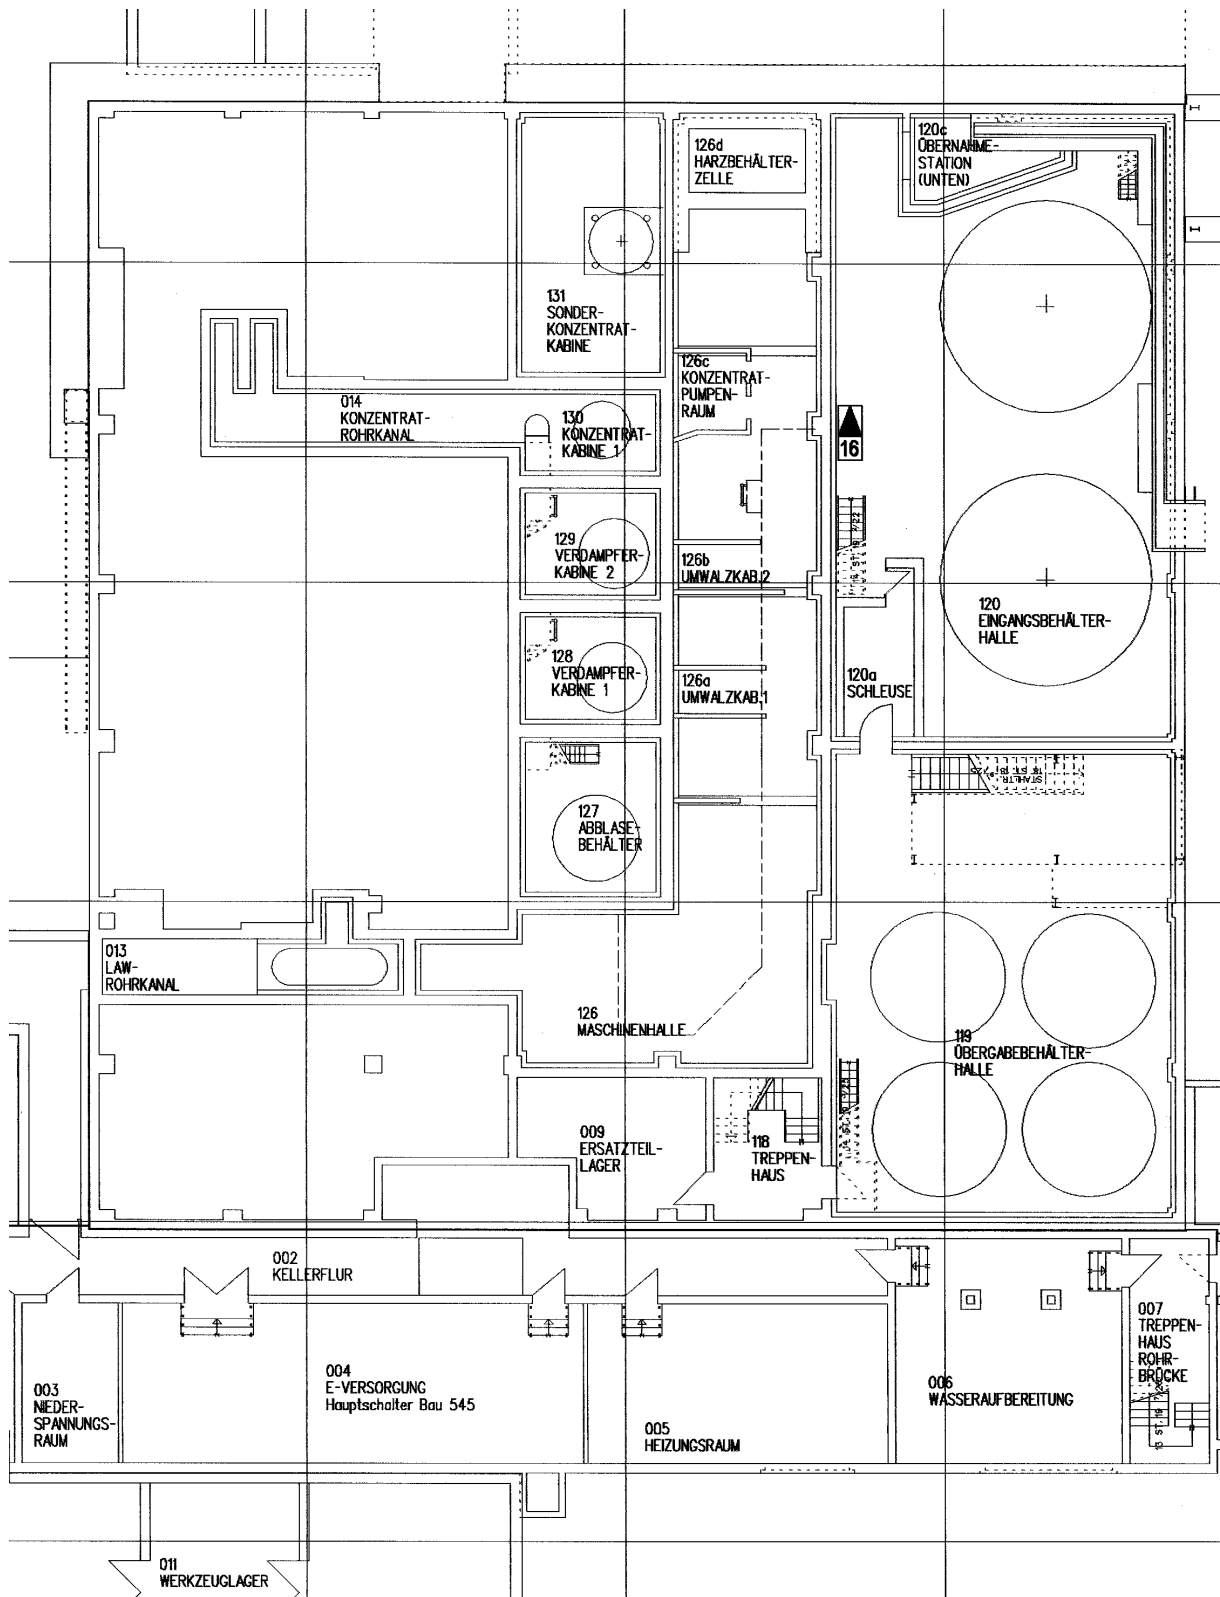 120c
ÜBERNAHME-
STATION
(UNTEN)
126d
HARZBEHÄLTER-
ZELLE
131
SONDER-
KONZENTRAT-
KABINE
126c
KONZENTRAT-
PUMPEN-
RAUM
014
KONZENTRAT-
ROHRKANAL
130
KONZENTRAT-
KABINE 1
16
129
VERDAMPFER-
KABINE 2
126b
UMWALZKAB.2
120
EINGANGSBEHÄLTER-
HALLE
128
VERDAMPFER-
KABINE 1
126a
UMWALZKAB.1
120a
SCHLEUSE
STAHLTR.
127
ABBLASE-
BEHÄLTER
013
LAW-
ROHRKANAL
126
MASCHINENHALLE
119
ÜBERGABEBEHÄLTER-
HALLE
009
ERSATZTEIL-
LAGER
118
TREPPEN-
HAUS
002
KELLERFLUR
007
TREPPEN-
HAUS
ROHR-
BRÜCKE
003
NIEDER-
SPANNUNGS-
RAUM
004
E-VERSORGUNG
Hauptschalter Bau 545
006
WASSERAUFBEREITUNG
005
HEIZUNGSRAUM
011
WERKZEUGLAGER